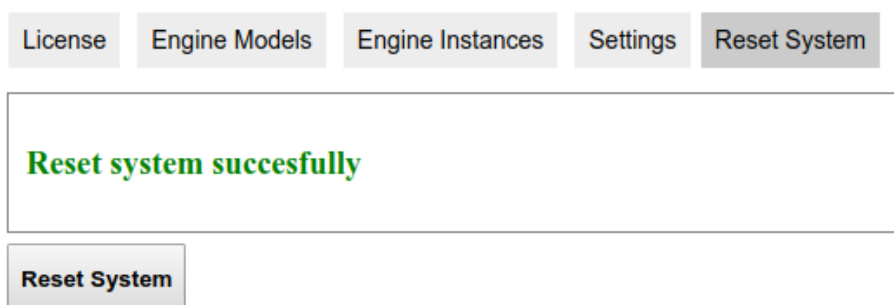 License Engine Models Engine Instances Settings Reset System
Reset system succesfully
Reset System